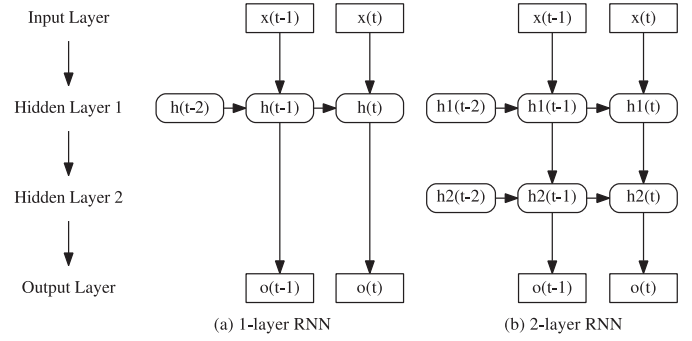 Input Layer x(t-1) x(t) x(t-1) x(t)
Hidden Layer 1 h(t-2) h(t-1) h(t) h1(t-2) h1(t-1) h1(t)
Hidden Layer 2 h2(t-2) h2(t-1) h2(t)
Output Layer o(t-1) o(t) o(t-1) o(t)
(a) 1-layer RNN (b) 2-layer RNN